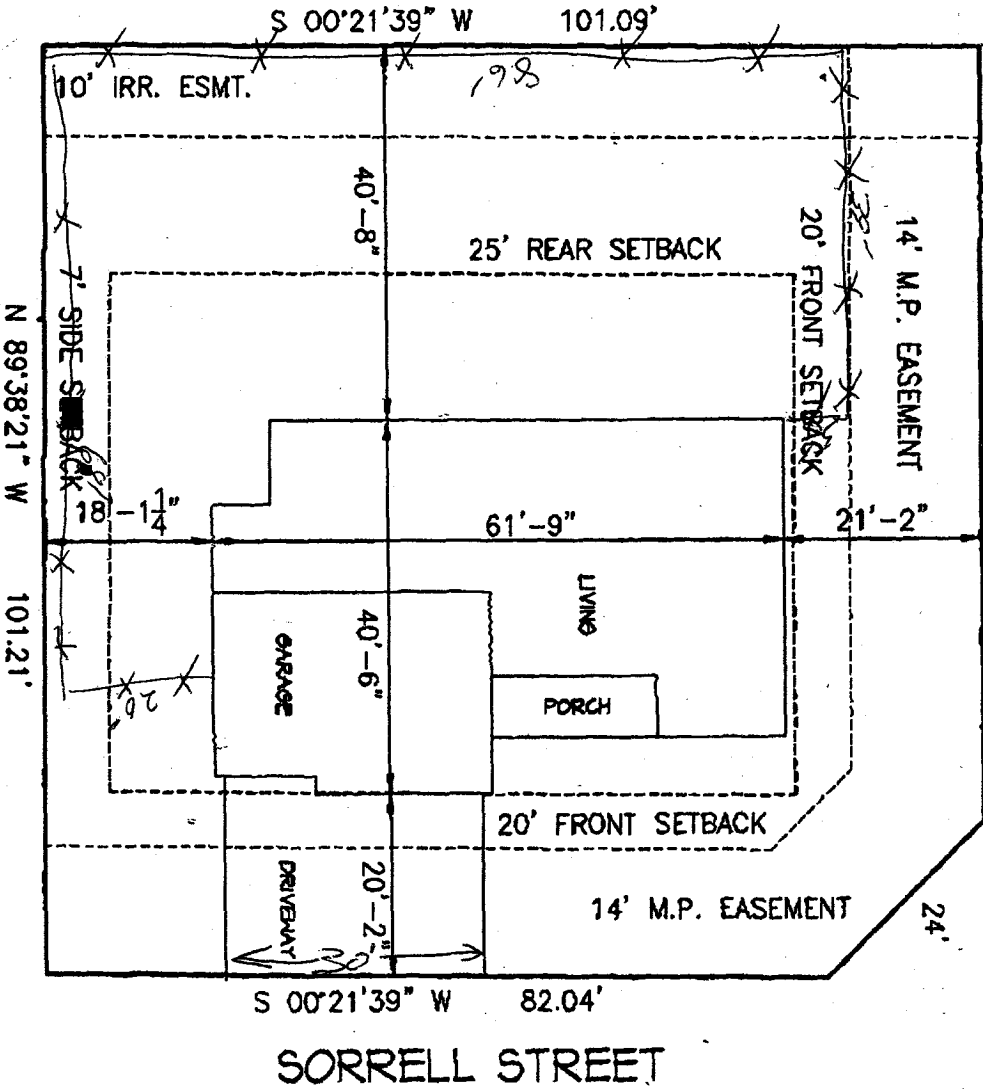 S 00°21'39" W 101.09'
10' IRR. ESMT.
40'-8"
25' REAR SETBACK
20' FRONT SETBACK
14' M.P. EASEMENT
7' SIDE S BACK
N 89°38'21" W 101.21'
18'-1 1/4"
61'-9"
21'-2"
LIVING
40'-6"
GARAGE
PORCH
20' FRONT SETBACK
DRIVEWAY
20'-2"
14' M.P. EASEMENT
24'
S 00°21'39" W 82.04'
SORRELL STREET